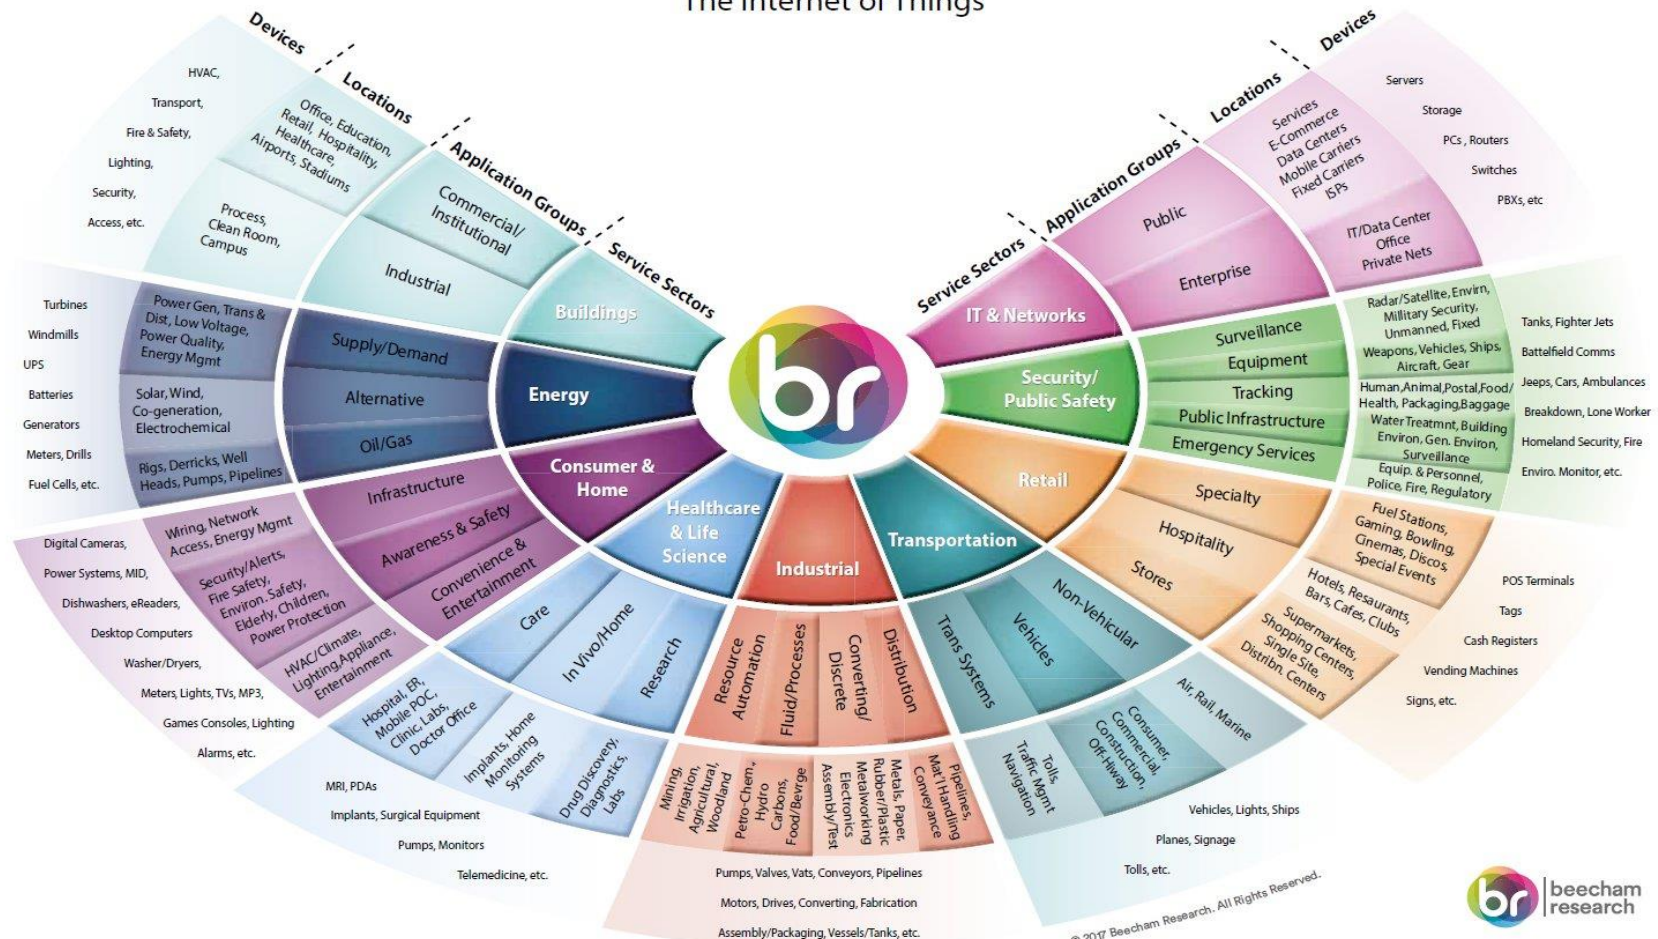 The Internet of Things
Devices
Locations
Application Groups
Service Sectors
HVAC,
Transport,
Fire & Safety,
Lighting,
Security,
Access, etc.
Office, Education,
Retail, Hospitality,
Healthcare,
Airports, Stadiums
Process,
Clean Room,
Campus
Commercial/
Institutional
Industrial
Buildings
Turbines
Windmills
UPS
Batteries
Generators
Meters, Drills
Fuel Cells, etc.
Power Gen, Trans &
Dist, Low Voltage,
Power Quality,
Energy Mgmt
Solar, Wind,
Co-generation,
Electrochemical
Rigs, Derricks, Well
Heads, Pumps, Pipelines
Supply/Demand
Alternative
Oil/Gas
Energy
Digital Cameras,
Power Systems, MID,
Dishwashers, eReaders,
Desktop Computers
Washer/Dryers,
Meters, Lights, TVs, MP3,
Games Consoles, Lighting
Alarms, etc.
Wiring, Network
Access, Energy Mgmt
Security/Alerts,
Fire Safety,
Environ. Safety,
Elderly, Children,
Power Protection
HVAC/Climate,
Lighting,Appliance,
Entertainment
Infrastructure
Awareness & Safety
Convenience &
Entertainment
Consumer &
Home
MRI, PDAs
Implants, Surgical Equipment
Pumps, Monitors
Telemedicine, etc.
Hospital, ER,
Mobile POC,
Clinic, Labs,
Doctor Office
Implants, Home
Monitoring
Systems
Drug Discovery,
Diagnostics,
Labs
Care
In Vivo/Home
Research
Healthcare
& Life
Science
Industrial
Resource
Automation
Fluid/Processes
Converting/
Discrete
Distribution
Mining,
Irrigation,
Agricultural,
Woodland
Petro-Chem.,
Hydro
Carbons,
Food/Bevrge
Metals, Paper,
Rubber/Plastic
Metalworking
Electronics
Assembly/Test
Pipelines,
Mat'l Handling
Conveyance
Pumps, Valves, Vats, Conveyors, Pipelines
Motors, Drives, Converting, Fabrication
Assembly/Packaging, Vessels/Tanks, etc.
Transportation
Trans Systems
Vehicles
Non-Vehicular
Tolls,
Traffic Mgmt
Navigation
Consumer,
Commercial,
Construction,
Off-Hiway
Air, Rail, Marine
Vehicles, Lights, Ships
Planes, Signage
Tolls, etc.
Retail
Specialty
Hospitality
Stores
Fuel Stations,
Gaming, Bowling,
Cinemas, Discos,
Special Events
Hotels, Resaurants,
Bars, Cafes, Clubs
Supermarkets,
Shopping Centers,
Single Site,
Distribn. Centers
POS Terminals
Tags
Cash Registers
Vending Machines
Signs, etc.
Security/
Public Safety
Surveillance
Equipment
Tracking
Public Infrastructure
Emergency Services
Radar/Satellite, Envirn,
Millitary Security,
Unmanned, Fixed
Weapons, Vehicles, Ships,
Aircraft, Gear
Human,Animal,Postal,Food/
Health, Packaging,Baggage
Water Treatmnt, Building
Environ, Gen. Environ,
Surveillance
Equip. & Personnel,
Police, Fire, Regulatory
Tanks, Fighter Jets
Battelfield Comms
Jeeps, Cars, Ambulances
Breakdown, Lone Worker
Homeland Security, Fire
Enviro. Monitor, etc.
IT & Networks
Public
Enterprise
Services
E-Commerce
Data Centers
Mobile Carriers
Fixed Carriers
ISPs
IT/Data Center
Office
Private Nets
Servers
Storage
PCs , Routers
Switches
PBXs, etc
Devices
Locations
Application Groups
Service Sectors
br
© 2017 Beecham Research. All Rights Reserved.
br
beecham
research